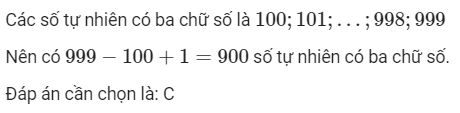 Các số tự nhiên có ba chữ số là 100; 101; . . . ; 998; 999
Nên có 999 − 100 + 1 = 900 số tự nhiên có ba chữ số.
Đáp án cần chọn là: C